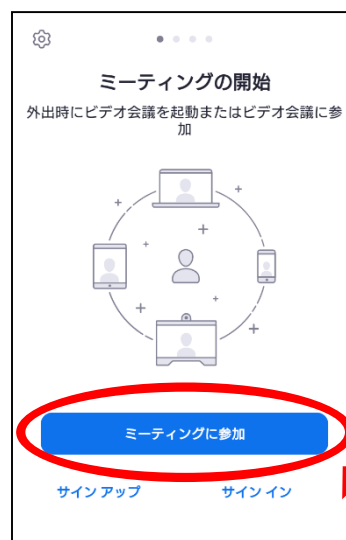 ミーティングの開始
外出時にビデオ会議を起動またはビデオ会議に参
加
ミーティングに参加
サイン アップ
サイン イン